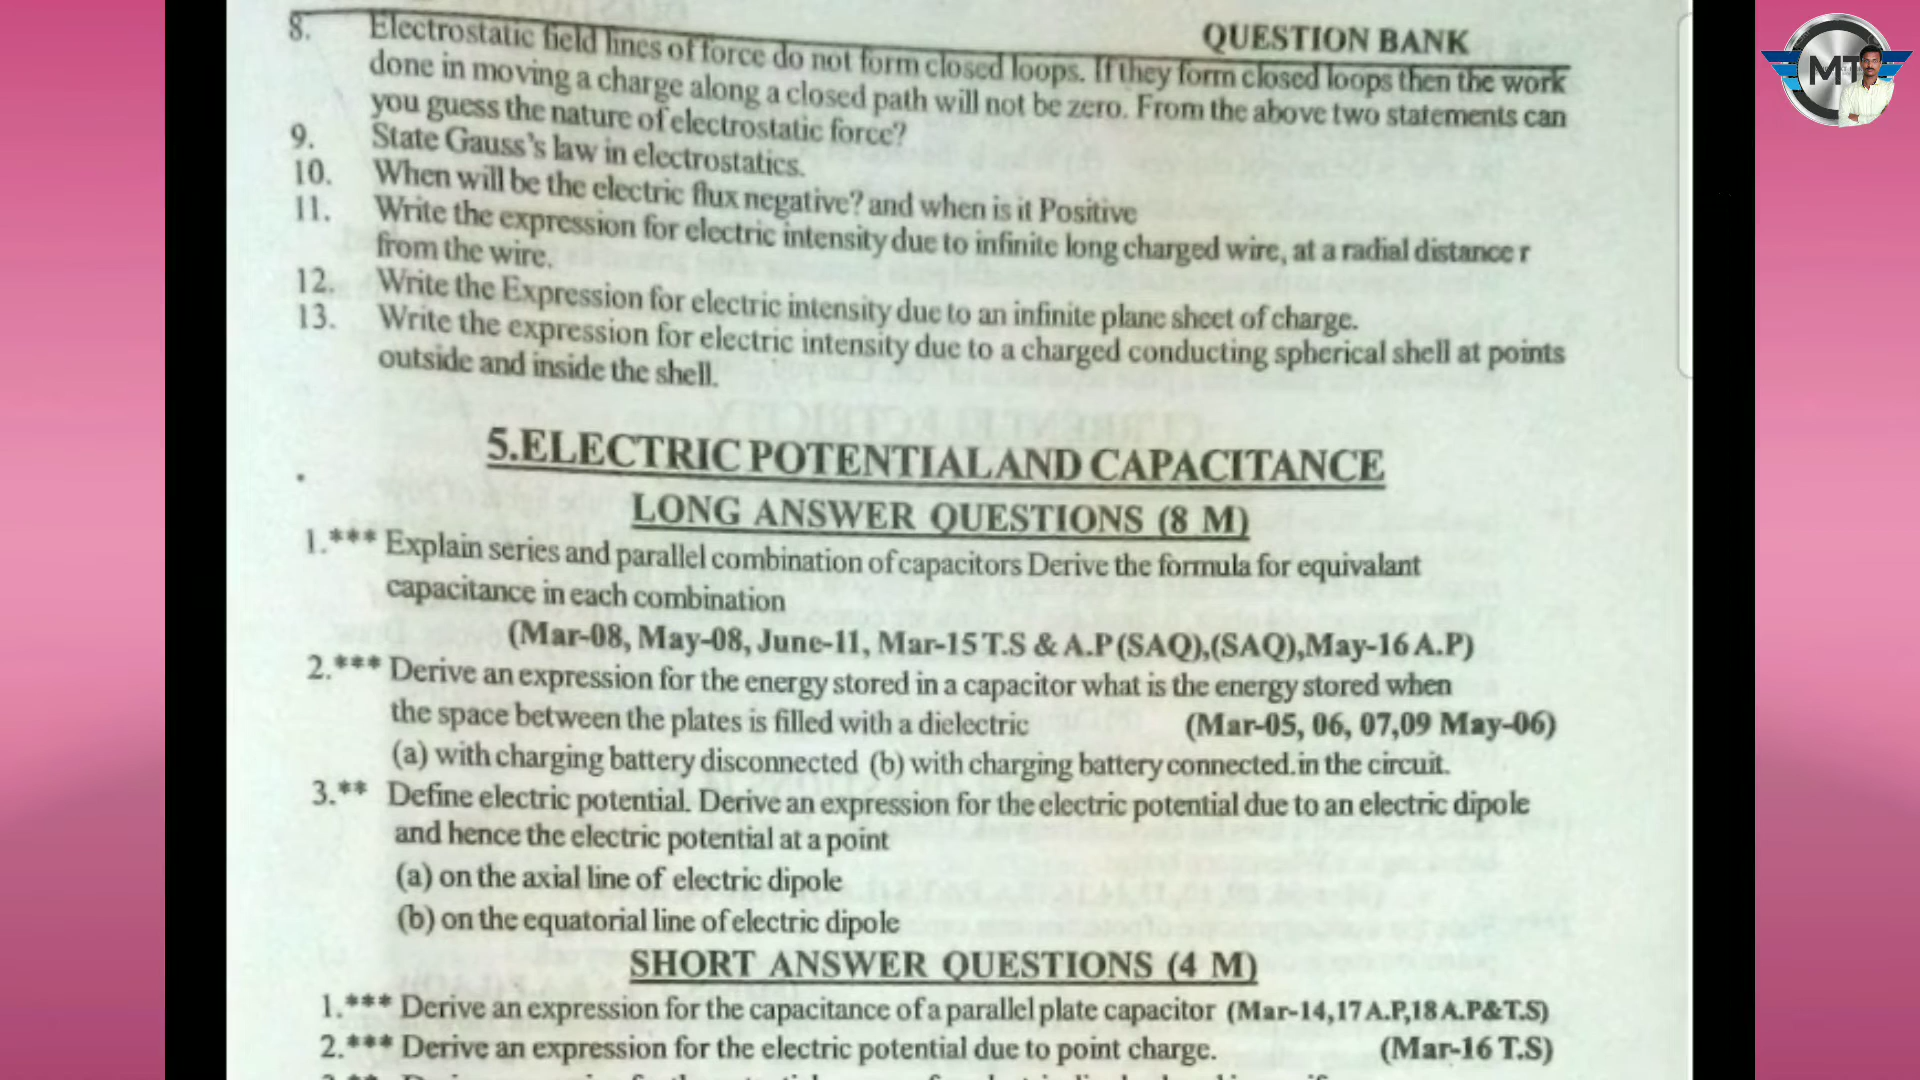 QUESTION BANK
MT
8. Electrostatic field lines of force do not form closed loops. If they form closed loops then the work
done in moving a charge along a closed path will not be zero. From the above two statements can
you guess the nature of electrostatic force?
9. State Gauss's law in electrostatics.
10. When will be the electric flux negative? and when is it Positive
11. Write the expression for electric intensity due to infinite long charged wire, at a radial distance r
from the wire.
12. Write the Expression for electric intensity due to an infinite plane sheet of charge.
13. Write the expression for electric intensity due to a charged conducting spherical shell at points
outside and inside the shell.
5.ELECTRIC POTENTIAL AND CAPACITANCE
LONG ANSWER QUESTIONS (8 M)
1.*** Explain series and parallel combination of capacitors Derive the formula for equivalant
capacitance in each combination
(Mar-08, May-08, June-11, Mar-15 T.S & A.P (SAQ),(SAQ),May-16 A.P)
2.*** Derive an expression for the energy stored in a capacitor what is the energy stored when
the space between the plates is filled with a dielectric (Mar-05, 06, 07,09 May-06)
(a) with charging battery disconnected (b) with charging battery connected.in the circuit.
3.** Define electric potential. Derive an expression for the electric potential due to an electric dipole
and hence the electric potential at a point
(a) on the axial line of electric dipole
(b) on the equatorial line of electric dipole
SHORT ANSWER QUESTIONS (4 M)
1.*** Derive an expression for the capacitance of a parallel plate capacitor (Mar-14,17 A.P,18 A.P&T.S)
2.*** Derive an expression for the electric potential due to point charge. (Mar-16 T.S)